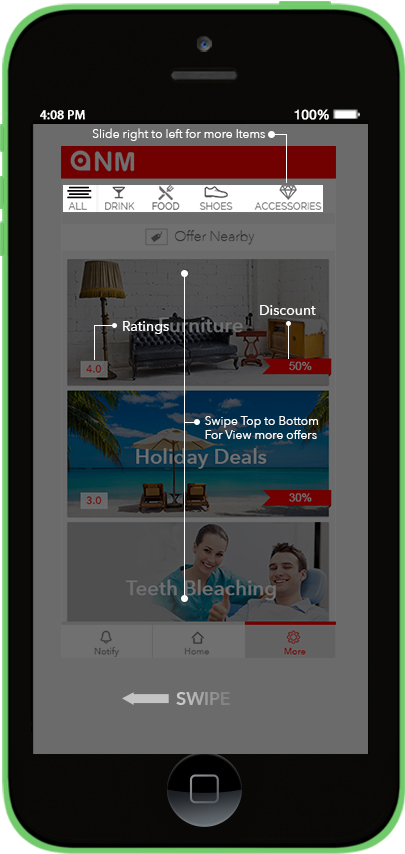 4:08 PM 100%
Slide right to left for more Items
QNM
ALL DRINK FOOD SHOES ACCESSORIES
Offer Nearby
Discount
Ratings
Furniture
4.0 50%
Swipe Top to Bottom
For View more offers
Holiday Deals
3.0 30%
Teeth Bleaching
Notify Home More
SWIPE